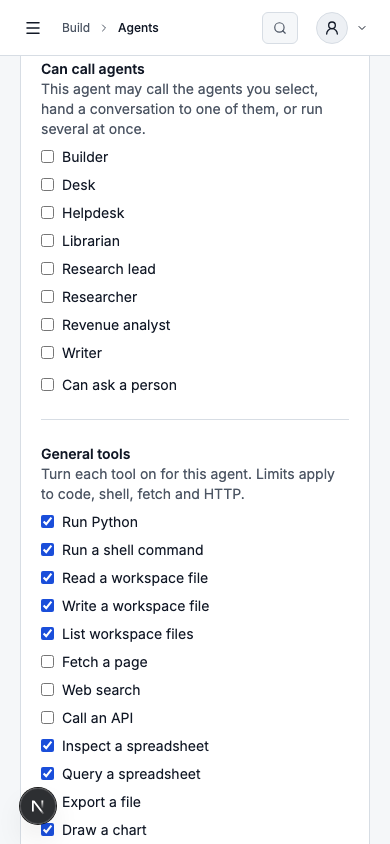 Build > Agents
Can call agents
This agent may call the agents you select,
hand a conversation to one of them, or run
several at once.
Builder
Desk
Helpdesk
Librarian
Research lead
Researcher
Revenue analyst
Writer
Can ask a person
General tools
Turn each tool on for this agent. Limits apply
to code, shell, fetch and HTTP.
Run Python
Run a shell command
Read a workspace file
Write a workspace file
List workspace files
Fetch a page
Web search
Call an API
Inspect a spreadsheet
Query a spreadsheet
Export a file
N
Draw a chart